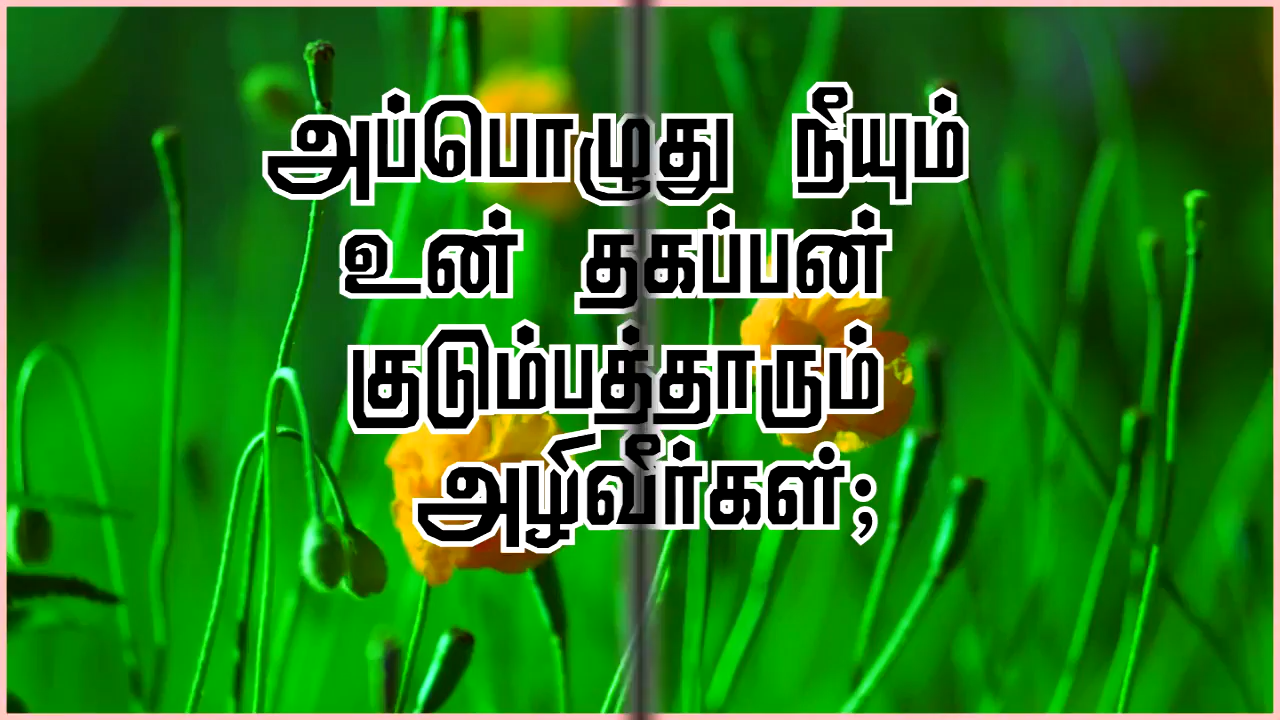 அப்பொழுது நீயும்
உன் தகப்பன்
குடும்பத்தாரும்
அழிவீர்கள்;